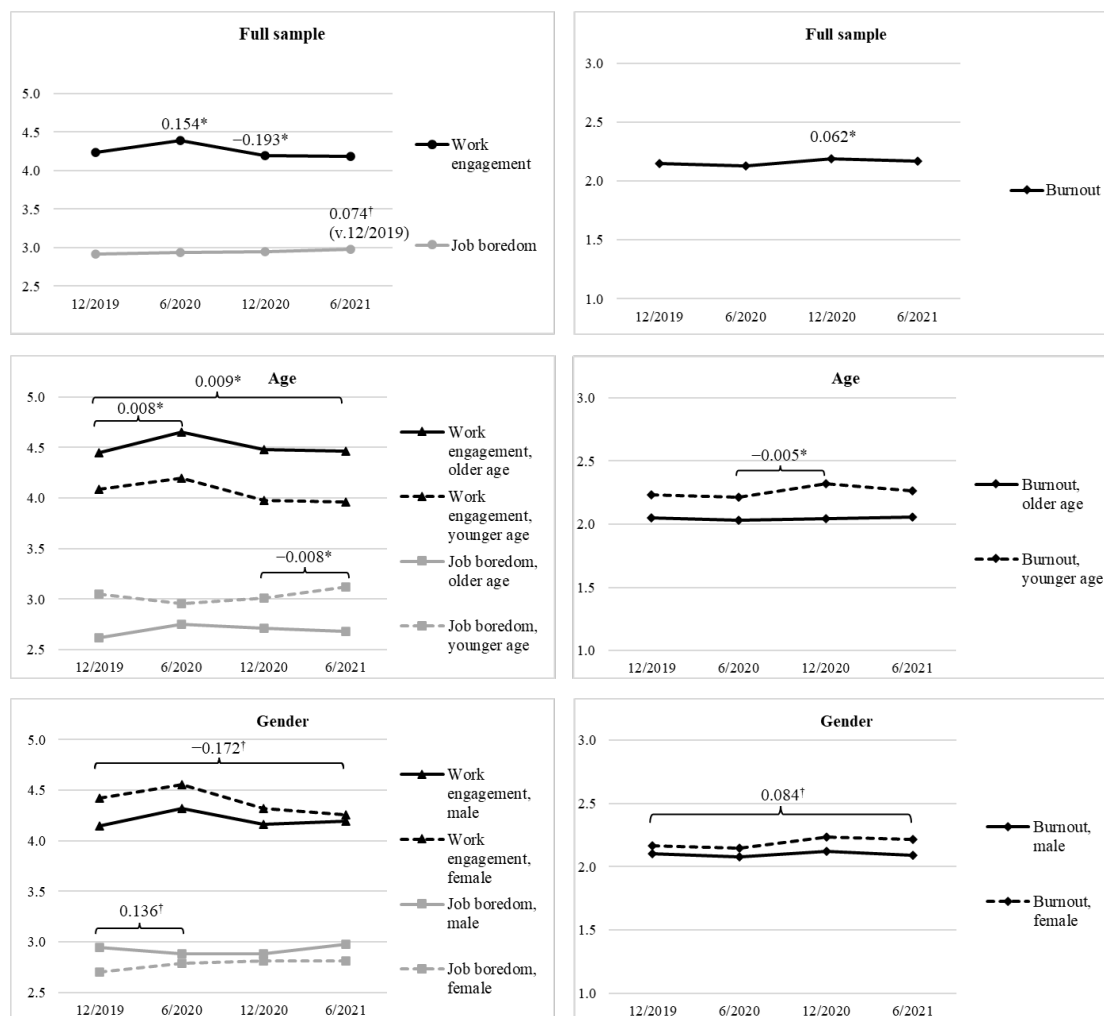 Full sample
5.0
4.5
4.0
3.5
3.0
2.5
0.154*
−0.193*
0.074†
(v.12/2019)
12/2019 6/2020 12/2020 6/2021
Work
engagement
Job boredom
Full sample
3.0
2.5
2.0
1.5
1.0
0.062*
12/2019 6/2020 12/2020 6/2021
Burnout
Age
5.0
4.5
4.0
3.5
3.0
2.5
0.009*
0.008*
−0.008*
12/2019 6/2020 12/2020 6/2021
Work
engagement,
older age
Work
engagement,
younger age
Job boredom,
older age
Job boredom,
younger age
Age
3.0
2.5
2.0
1.5
1.0
−0.005*
12/2019 6/2020 12/2020 6/2021
Burnout,
older age
Burnout,
younger age
Gender
5.0
4.5
4.0
3.5
3.0
2.5
−0.172†
0.136†
12/2019 6/2020 12/2020 6/2021
Work
engagement,
male
Work
engagement,
female
Job boredom,
male
Job boredom,
female
Gender
3.0
2.5
2.0
1.5
1.0
0.084†
12/2019 6/2020 12/2020 6/2021
Burnout,
male
Burnout,
female